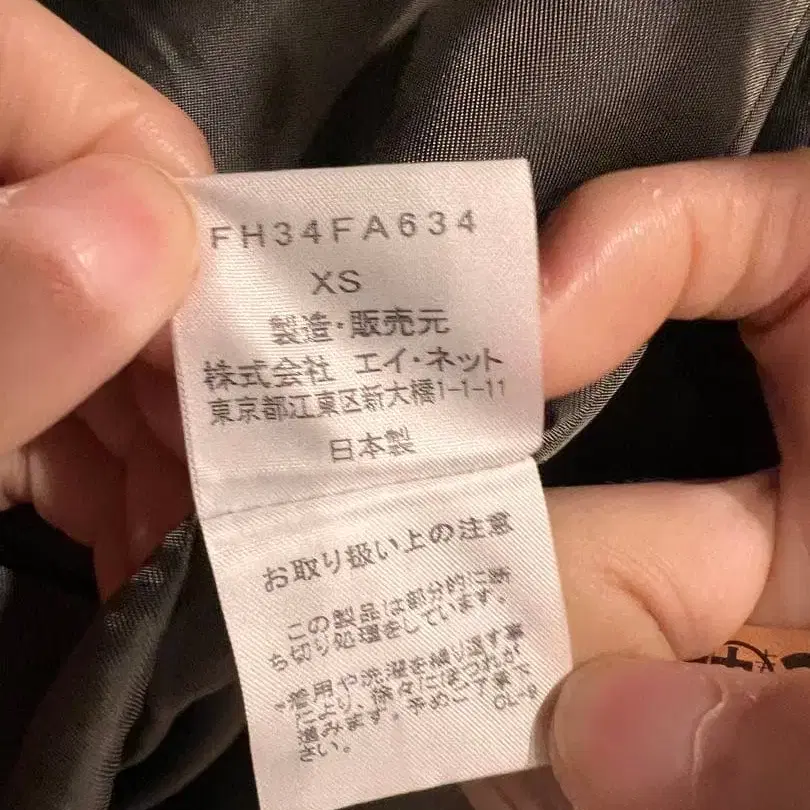 FH34FA634
XS
製造・販売元
株式会社 エイ・ネット
東京都江東区新大橋1-1-11
日本製
お取り扱い上の注意
この製品は部分的に断
ち切り処理をしています。
着用や洗濯を繰り返す事
により、徐々にほつれが
進みます。予めご了承下
さい。